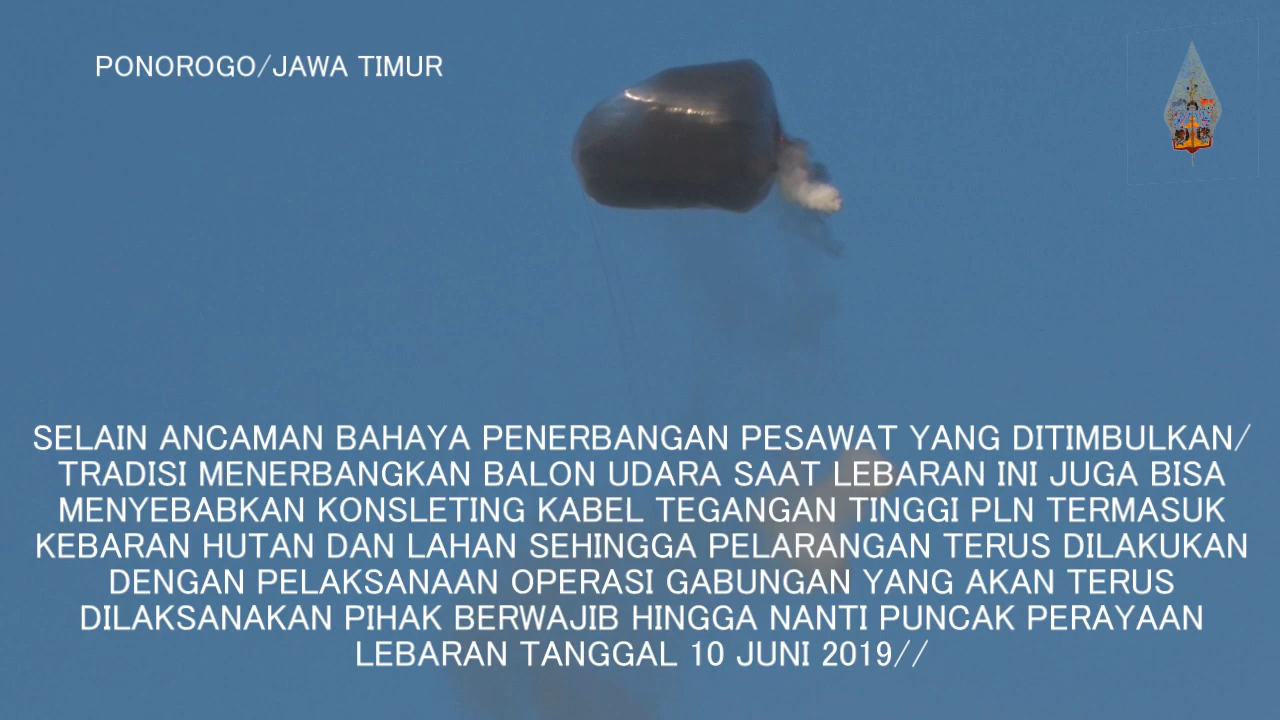 PONOROGO/JAWA TIMUR
SELAIN ANCAMAN BAHAYA PENERBANGAN PESAWAT YANG DITIMBULKAN/
TRADISI MENERBANGKAN BALON UDARA SAAT LEBARAN INI JUGA BISA
MENYEBABKAN KONSLETING KABEL TEGANGAN TINGGI PLN TERMASUK
KEBARAN HUTAN DAN LAHAN SEHINGGA PELARANGAN TERUS DILAKUKAN
DENGAN PELAKSANAAN OPERASI GABUNGAN YANG AKAN TERUS
DILAKSANAKAN PIHAK BERWAJIB HINGGA NANTI PUNCAK PERAYAAN
LEBARAN TANGGAL 10 JUNI 2019//